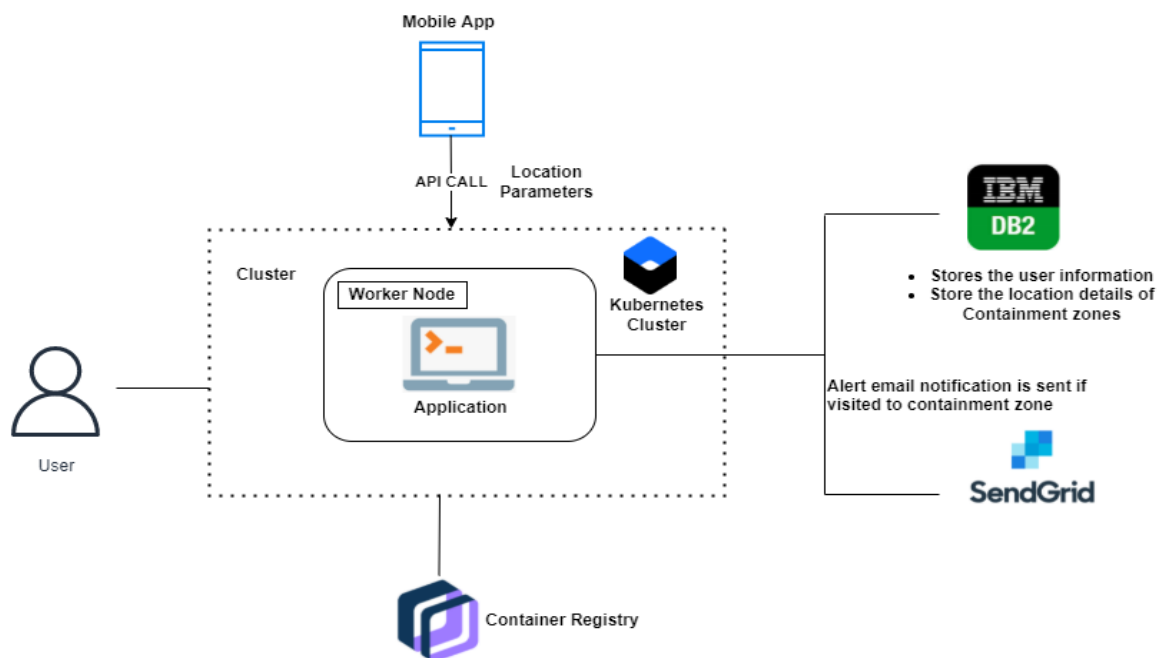 Mobile App
API CALL
Location
Parameters
Cluster
Worker Node
Kubernetes
Cluster
Application
User
Container Registry
IBM
DB2
• Stores the user information
• Store the location details of
Containment zones
Alert email notification is sent if
visited to containment zone
SendGrid